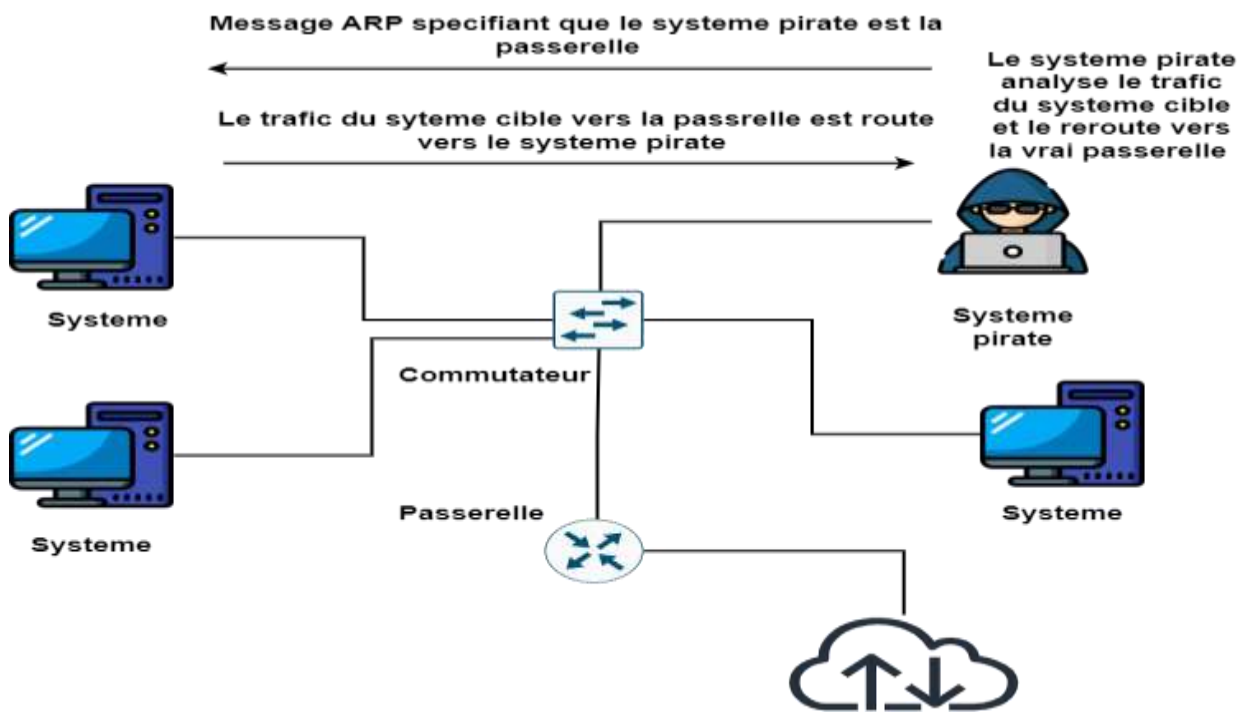 Message ARP specifiant que le systeme pirate est la
passerelle
Le systeme pirate
analyse le trafic
du systeme cible
et le reroute vers
la vrai passerelle
Le trafic du syteme cible vers la passrelle est route
vers le systeme pirate
Systeme
Systeme
pirate
Commutateur
Passerelle
Systeme
Systeme